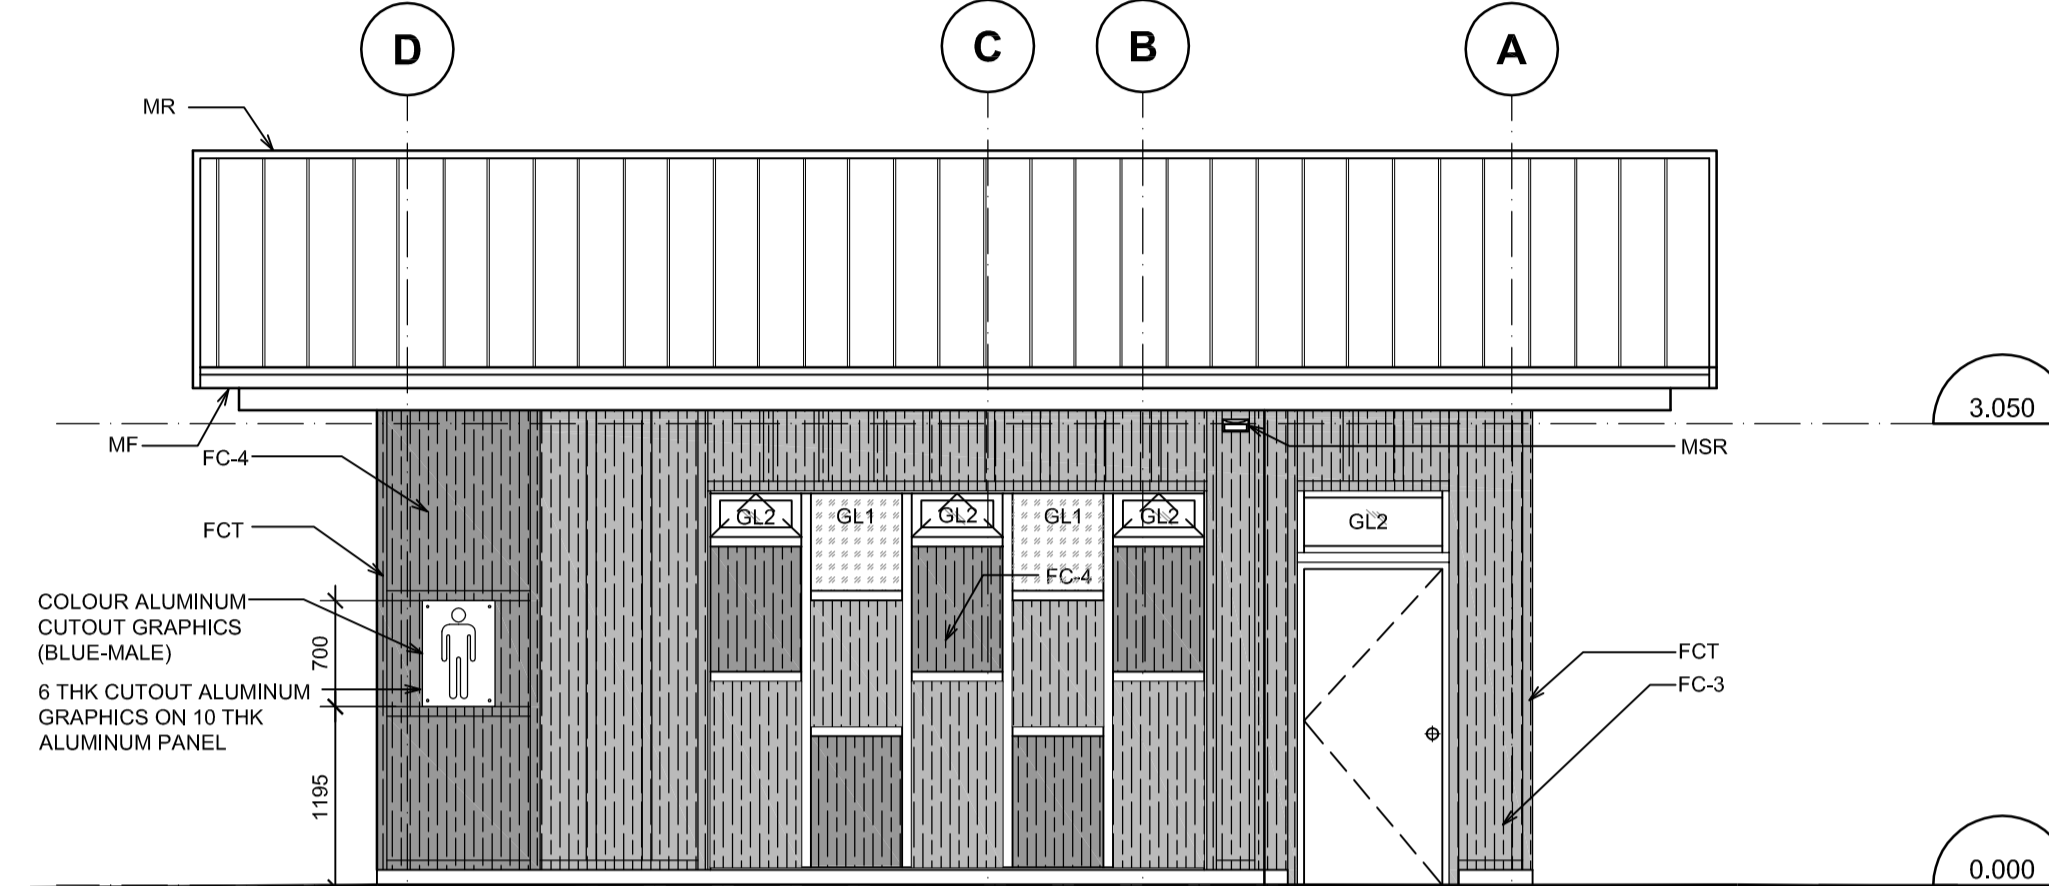 D
C
B
A
MR
3.050
MF
MSR
FC-4
GL2
GL1
GL2
GL1
GL2
GL2
FCT
FC-4
COLOUR ALUMINUM
CUTOUT GRAPHICS
(BLUE-MALE)
700
FCT
FC-3
6 THK CUTOUT ALUMINUM
GRAPHICS ON 10 THK
ALUMINUM PANEL
1195
0.000